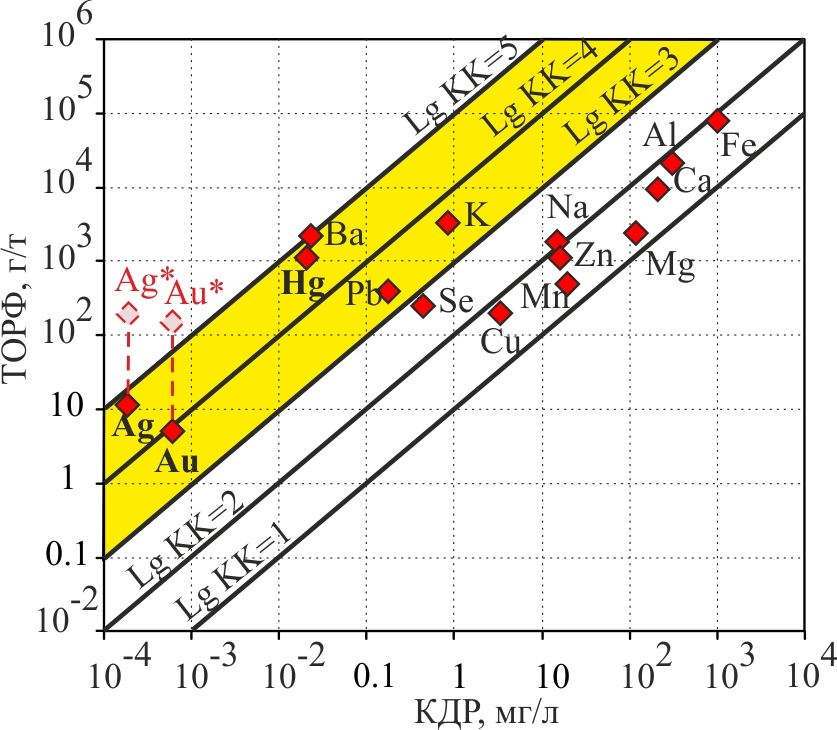 10^6
10^5
10^4
10^3
10^2
10
1
0.1
10^-2
ТОРФ, г/т
Lg KK=5
Lg KK=4
Lg KK=3
Lg KK=2
Lg KK=1
Al
Fe
Ca
Na
K
Ba
Zn
Mg
Hg
Ag*
Au*
Pb
Se
Mn
Cu
Ag
Au
10^-4
10^-3
10^-2
0.1
1
10
10^2
10^3
10^4
КДР, мг/л